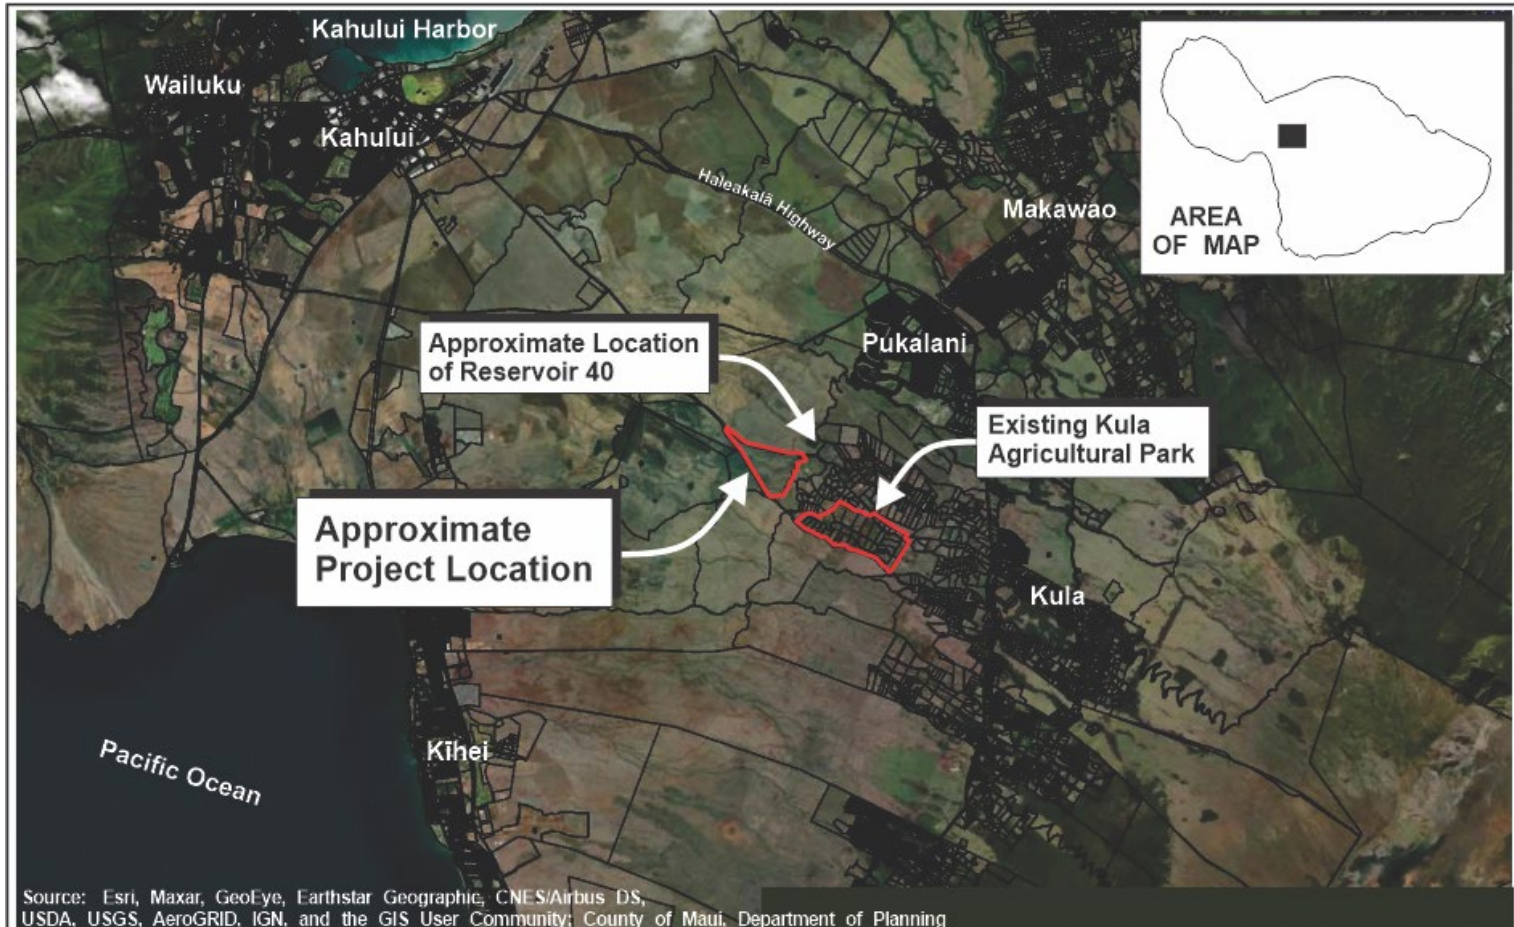 Kahului Harbor
Wailuku
Kahului
Haleakalā Highway
Makawao
AREA
OF MAP
Approximate Location
of Reservoir 40
Pukalani
Existing Kula
Agricultural Park
Approximate
Project Location
Kula
Pacific Ocean
Kīhei
Source: Esri, Maxar, GeoEye, Earthstar Geographic, CNES/Airbus DS,
USDA, USGS, AeroGRID, IGN, and the GIS User Community; County of Maui, Department of Planning